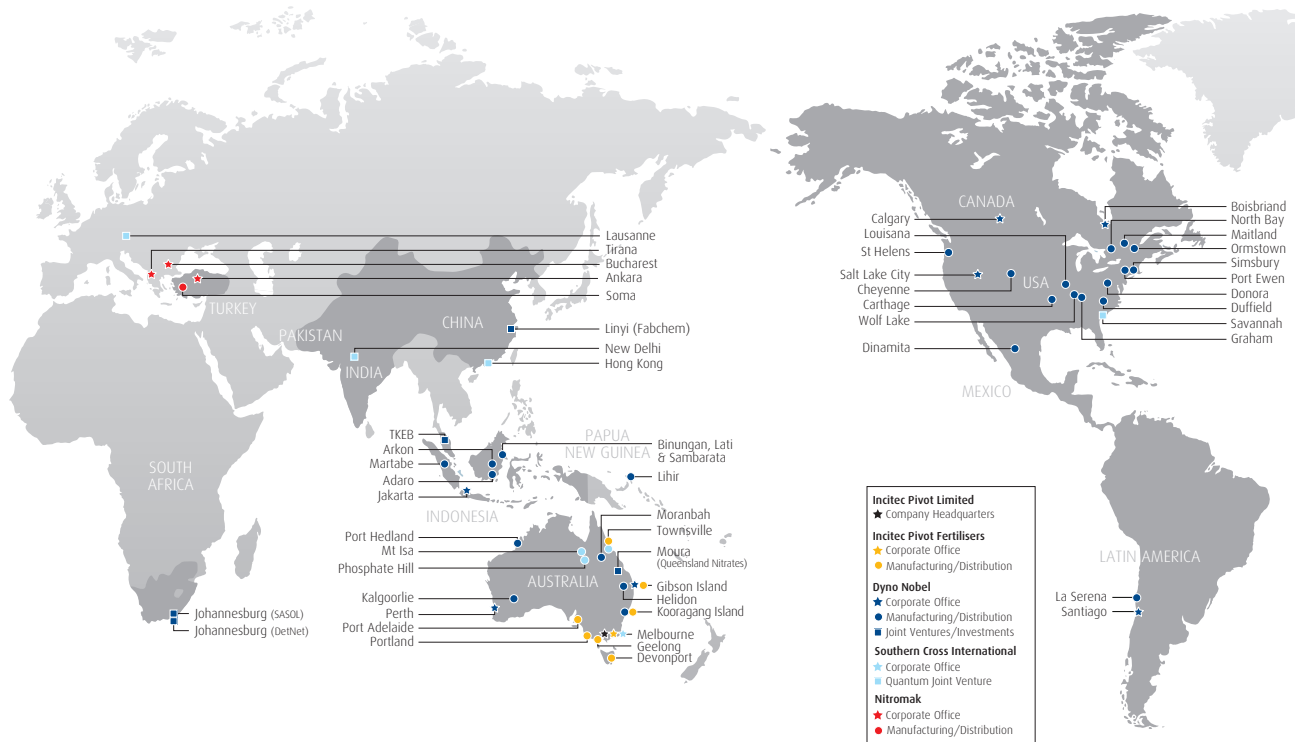 Lausanne
Tirana
Bucharest
Ankara
Soma
TURKEY
CHINA
Linyi (Fabchem)
PAKISTAN
New Delhi
INDIA
Hong Kong
TKEB
Arkon
Martabe
Adaro
Jakarta
Binungan, Lati
& Sambarata
PAPUA
NEW GUINEA
Lihir
SOUTH
AFRICA
INDONESIA
Moranbah
Townsville
Moura
(Queensland Nitrates)
Port Hedland
Mt Isa
Phosphate Hill
AUSTRALIA
Gibson Island
Helidon
Kooragang Island
Kalgoorlie
Perth
Port Adelaide
Portland
Melbourne
Geelong
Devonport
Johannesburg (SASOL)
Johannesburg (DetNet)
CANADA
Calgary
Louisana
St Helens
Salt Lake City
Cheyenne
Carthage
Wolf Lake
Dinamita
USA
MEXICO
Boisbriand
North Bay
Maitland
Ormstown
Simsbury
Port Ewen
Donora
Duffield
Savannah
Graham
LATIN AMERICA
La Serena
Santiago
Incitec Pivot Limited
Company Headquarters
Incitec Pivot Fertilisers
Corporate Office
Manufacturing/Distribution
Dyno Nobel
Corporate Office
Manufacturing/Distribution
Joint Ventures/Investments
Southern Cross International
Corporate Office
Quantum Joint Venture
Nitromak
Corporate Office
Manufacturing/Distribution